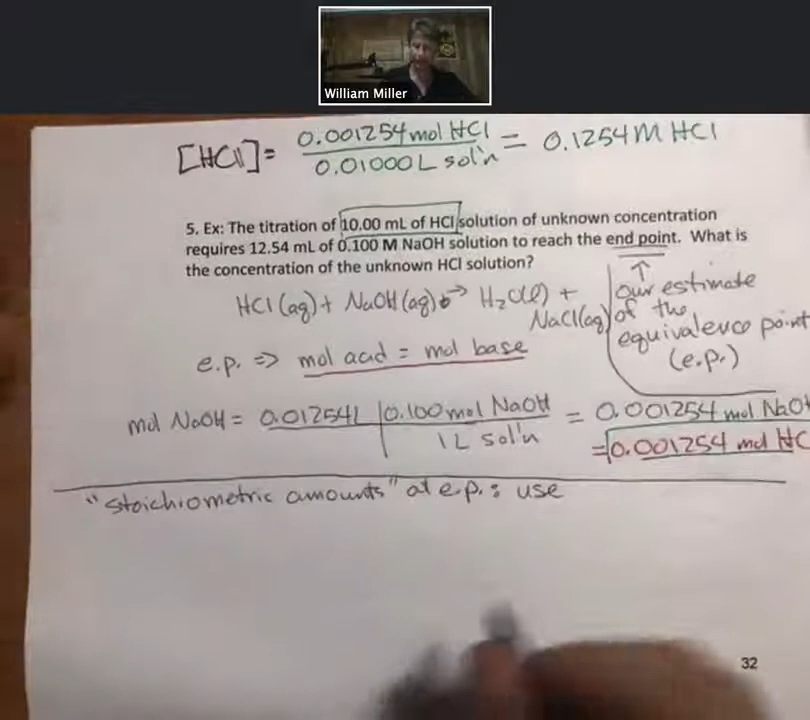 William Miller
[HCl] = 0.001254 mol HCl / 0.01000 L sol'n = 0.1254 M HCl
5. Ex: The titration of 10.00 mL of HCl solution of unknown concentration
requires 12.54 mL of 0.100 M NaOH solution to reach the end point. What is
the concentration of the unknown HCl solution?
HCl(aq) + NaOH(aq) → H₂O(l) +
NaCl(aq)
our estimate
of the
equivalence point
(e.p.)
e.p. => mol acid = mol base
mol NaOH = 0.01254 L | 0.100 mol NaOH / 1 L sol'n = 0.001254 mol NaOH
= 0.001254 mol HC
"stoichiometric amounts" at e.p.: use
32